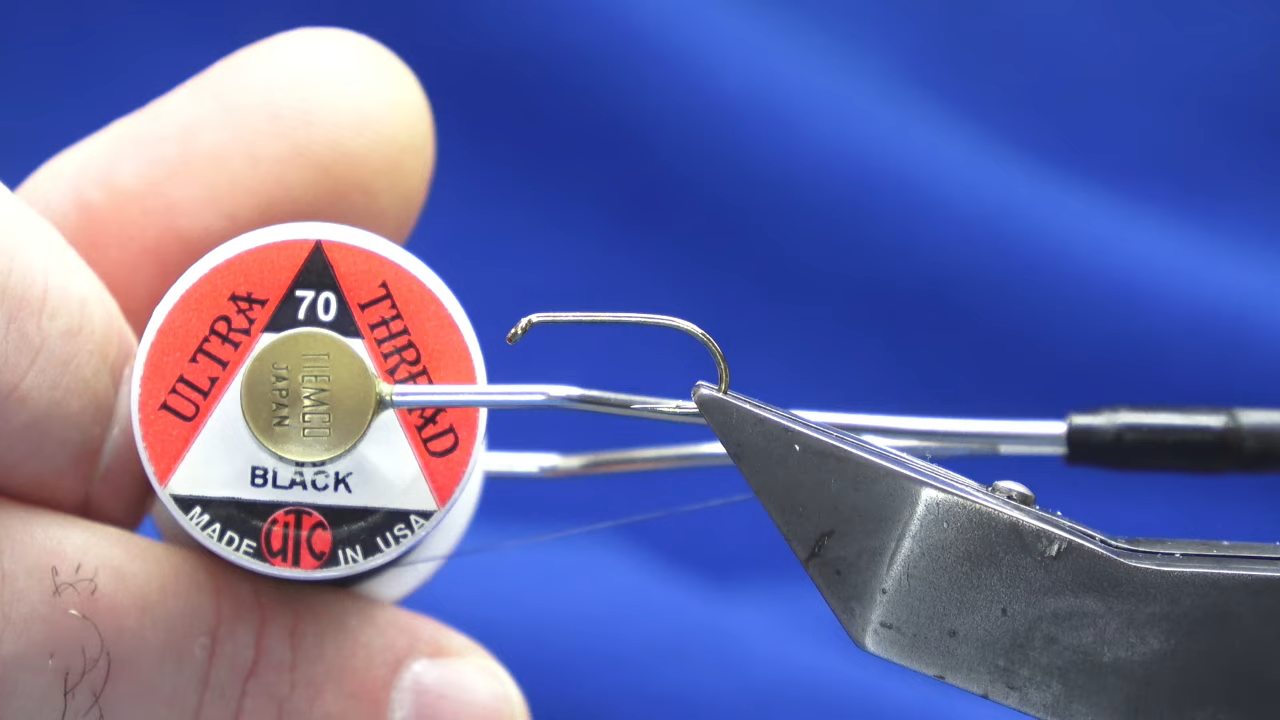 70
ULTRA THREAD
TIEMCO
JAPAN
BLACK
MADE UTC IN USA